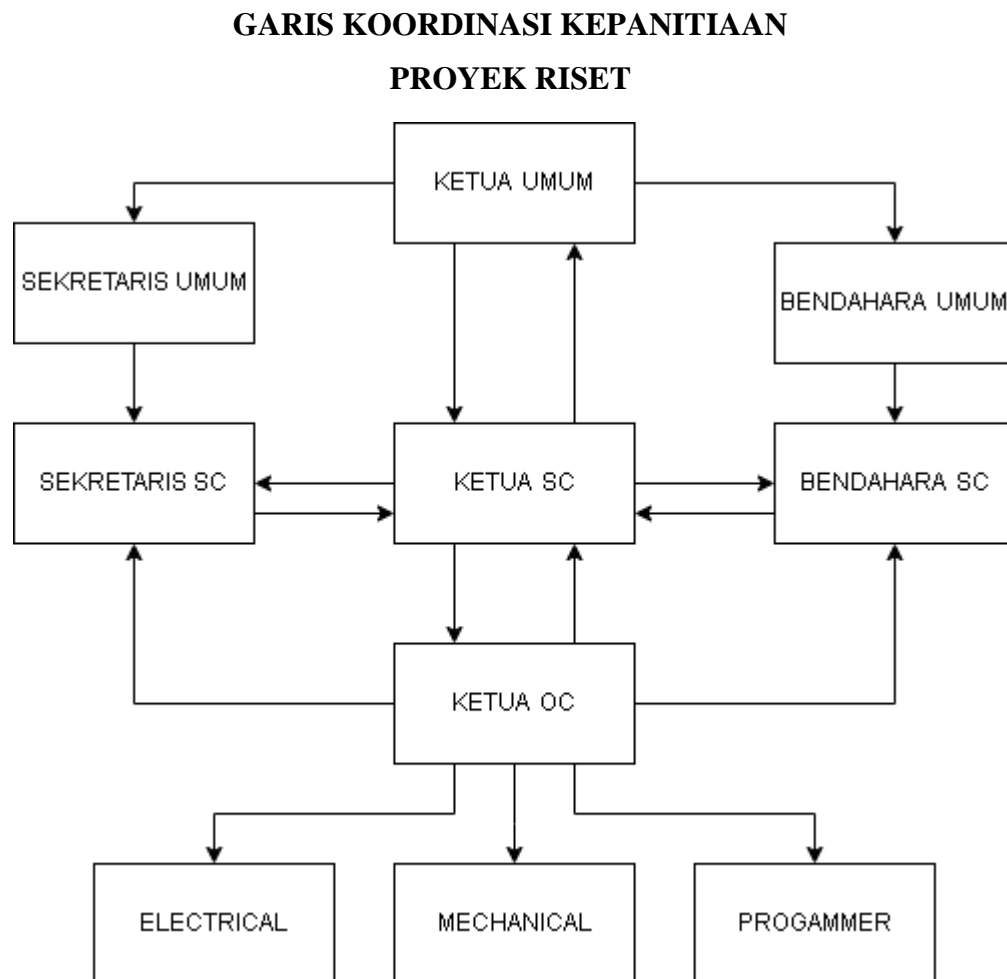 GARIS KOORDINASI KEPANITIAAN
PROYEK RISET
KETUA UMUM
SEKRETARIS UMUM
BENDAHARA UMUM
SEKRETARIS SC
KETUA SC
BENDAHARA SC
KETUA OC
ELECTRICAL
MECHANICAL
PROGAMMER